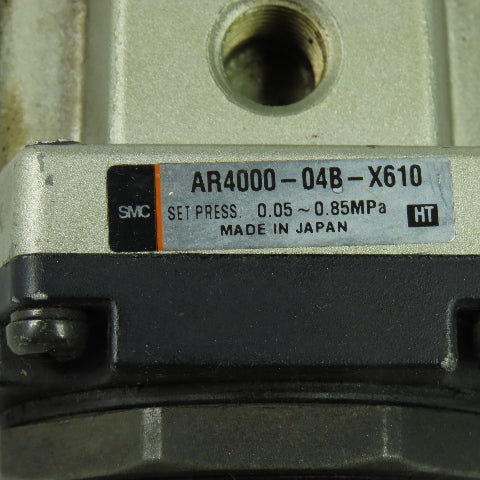 AR4000-04B-X610
SMC SET PRESS. 0.05~0.85MPa HT
MADE IN JAPAN